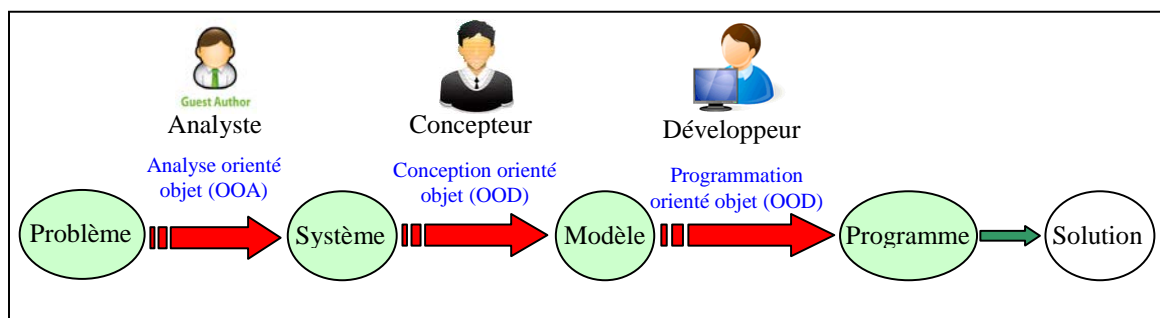 Guest Author
Analyste
Concepteur
Développeur
Analyse orienté
objet (OOA)
Conception orienté
objet (OOD)
Programmation
orienté objet (OOD)
Problème
Système
Modèle
Programme
Solution